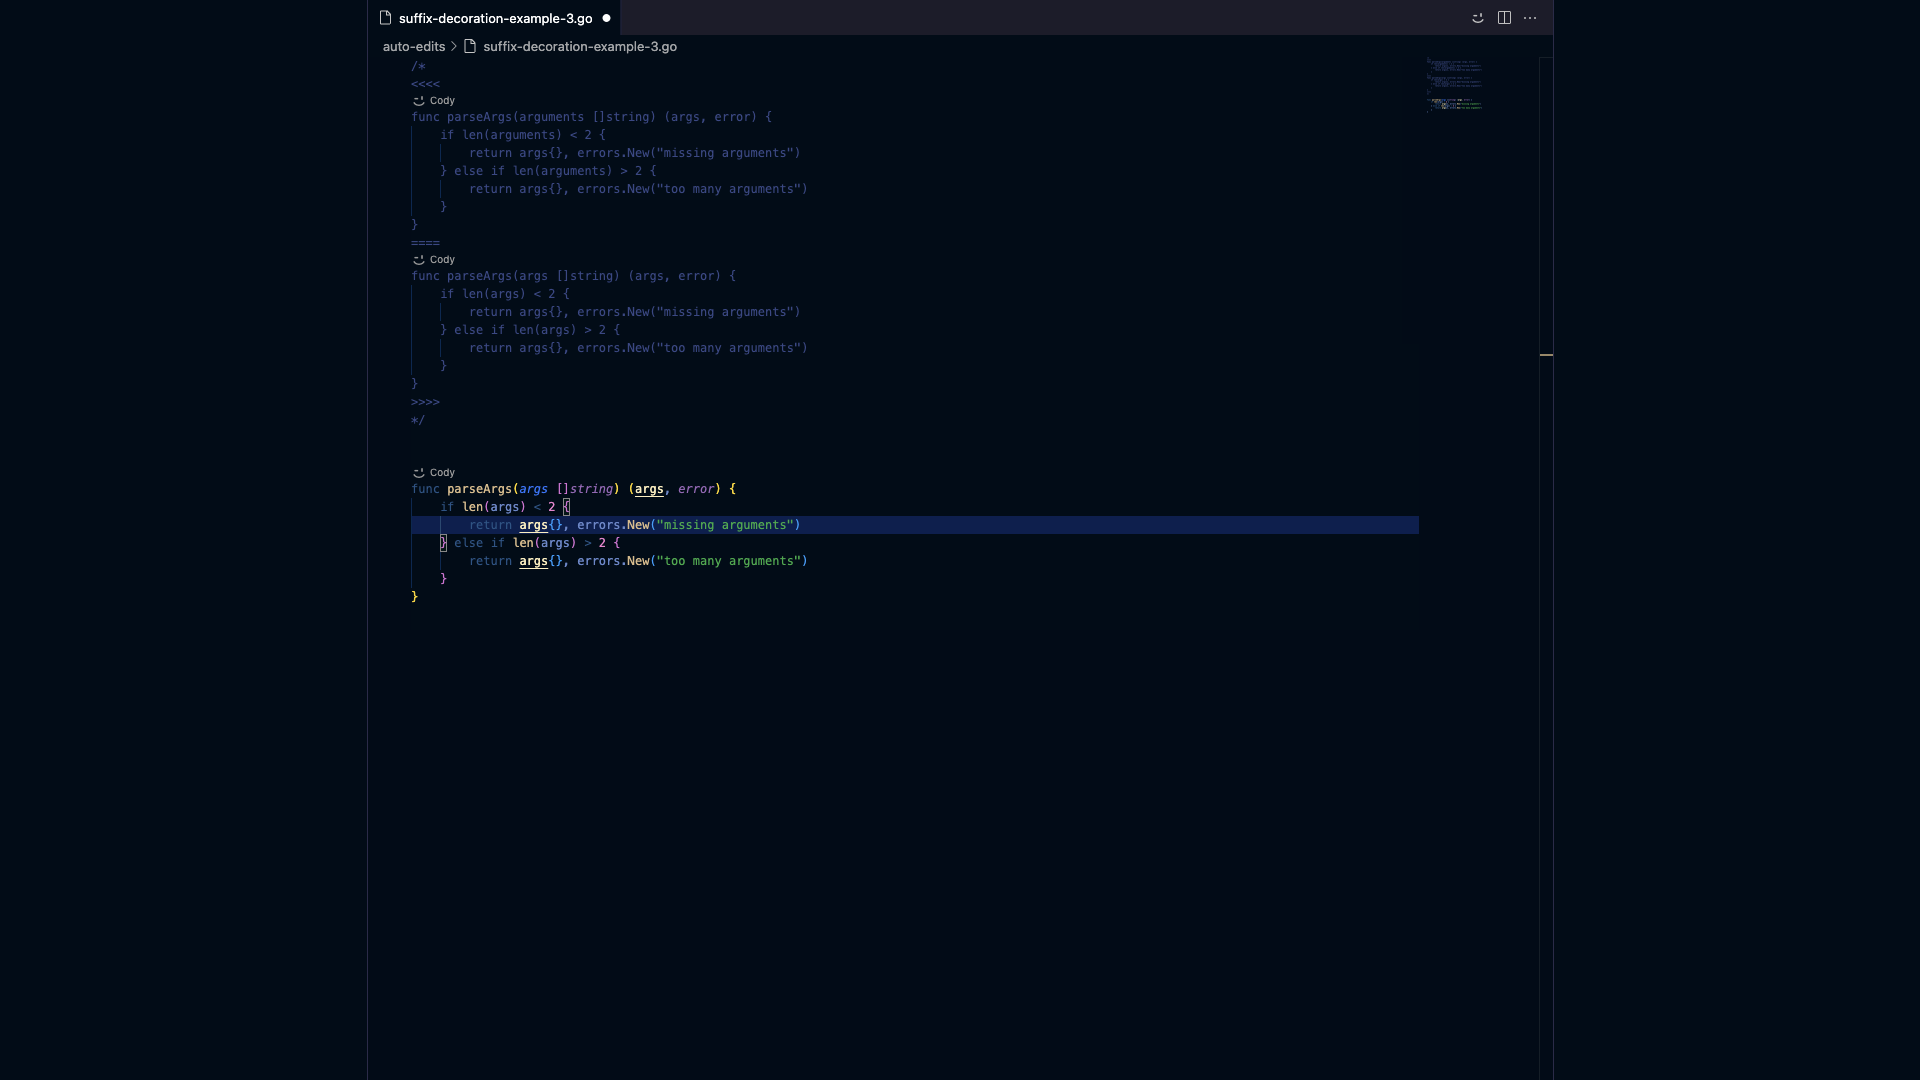 suffix-decoration-example-3.go
auto-edits > suffix-decoration-example-3.go
/*
<<<<
Cody
func parseArgs(arguments []string) (args, error) {
    if len(arguments) < 2 {
        return args{}, errors.New("missing arguments")
    } else if len(arguments) > 2 {
        return args{}, errors.New("too many arguments")
    }
}
====
Cody
func parseArgs(args []string) (args, error) {
    if len(args) < 2 {
        return args{}, errors.New("missing arguments")
    } else if len(args) > 2 {
        return args{}, errors.New("too many arguments")
    }
}
>>>>
*/
Cody
func parseArgs(args []string) (args, error) {
    if len(args) < 2 {
        return args{}, errors.New("missing arguments")
    } else if len(args) > 2 {
        return args{}, errors.New("too many arguments")
    }
}